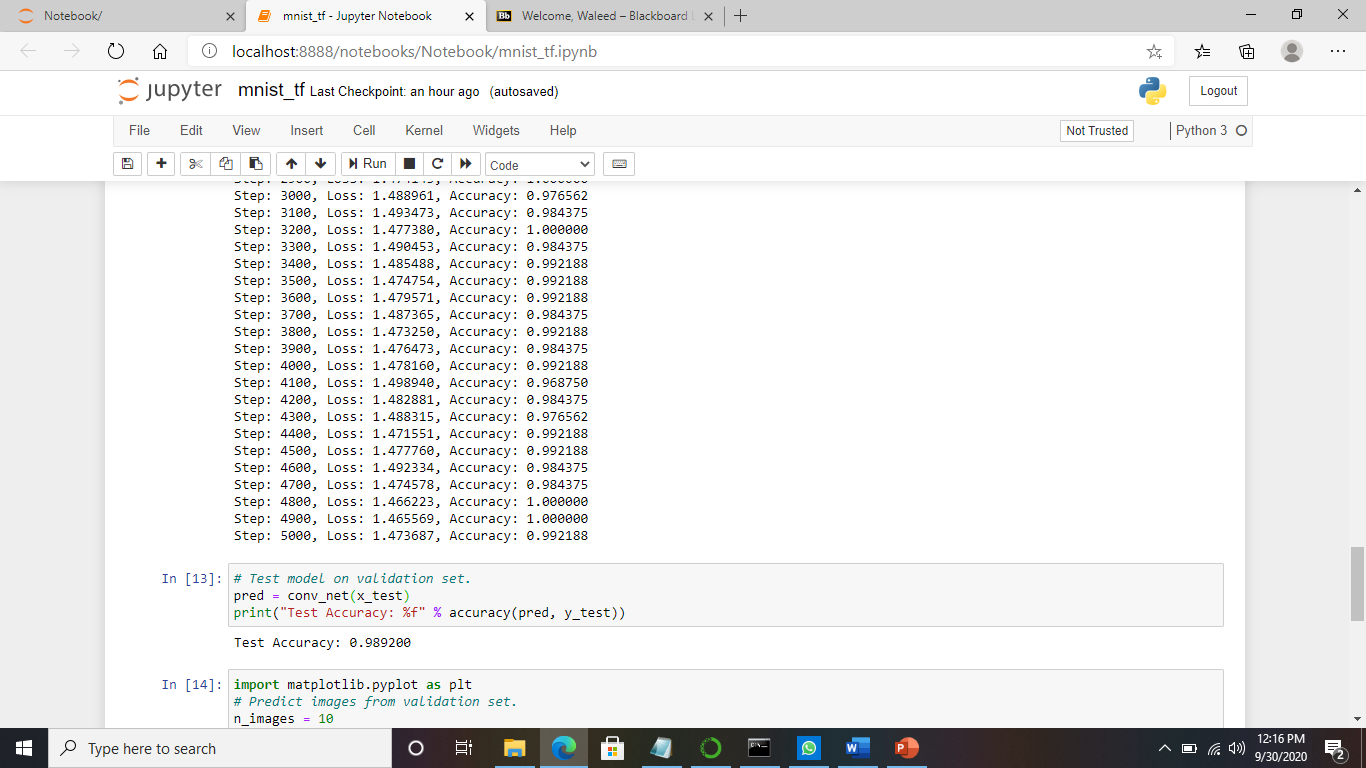 Notebook/
mnist_tf - Jupyter Notebook
Bb Welcome, Waleed – Blackboard
localhost:8888/notebooks/Notebook/mnist_tf.ipynb
jupyter mnist_tf Last Checkpoint: an hour ago (autosaved)
Logout
File Edit View Insert Cell Kernel Widgets Help
Not Trusted
Python 3
Run
Code
Step: 3000, Loss: 1.488961, Accuracy: 0.976562
Step: 3100, Loss: 1.493473, Accuracy: 0.984375
Step: 3200, Loss: 1.477380, Accuracy: 1.000000
Step: 3300, Loss: 1.490453, Accuracy: 0.984375
Step: 3400, Loss: 1.485488, Accuracy: 0.992188
Step: 3500, Loss: 1.474754, Accuracy: 0.992188
Step: 3600, Loss: 1.479571, Accuracy: 0.992188
Step: 3700, Loss: 1.487365, Accuracy: 0.984375
Step: 3800, Loss: 1.473250, Accuracy: 0.992188
Step: 3900, Loss: 1.476473, Accuracy: 0.984375
Step: 4000, Loss: 1.478160, Accuracy: 0.992188
Step: 4100, Loss: 1.498940, Accuracy: 0.968750
Step: 4200, Loss: 1.482881, Accuracy: 0.984375
Step: 4300, Loss: 1.488315, Accuracy: 0.976562
Step: 4400, Loss: 1.471551, Accuracy: 0.992188
Step: 4500, Loss: 1.477760, Accuracy: 0.992188
Step: 4600, Loss: 1.492334, Accuracy: 0.984375
Step: 4700, Loss: 1.474578, Accuracy: 0.984375
Step: 4800, Loss: 1.466223, Accuracy: 1.000000
Step: 4900, Loss: 1.465569, Accuracy: 1.000000
Step: 5000, Loss: 1.473687, Accuracy: 0.992188
In [13]: # Test model on validation set.
pred = conv_net(x_test)
print("Test Accuracy: %f" % accuracy(pred, y_test))
Test Accuracy: 0.989200
In [14]: import matplotlib.pyplot as plt
# Predict images from validation set.
n_images = 10
Type here to search
12:16 PM
9/30/2020
2